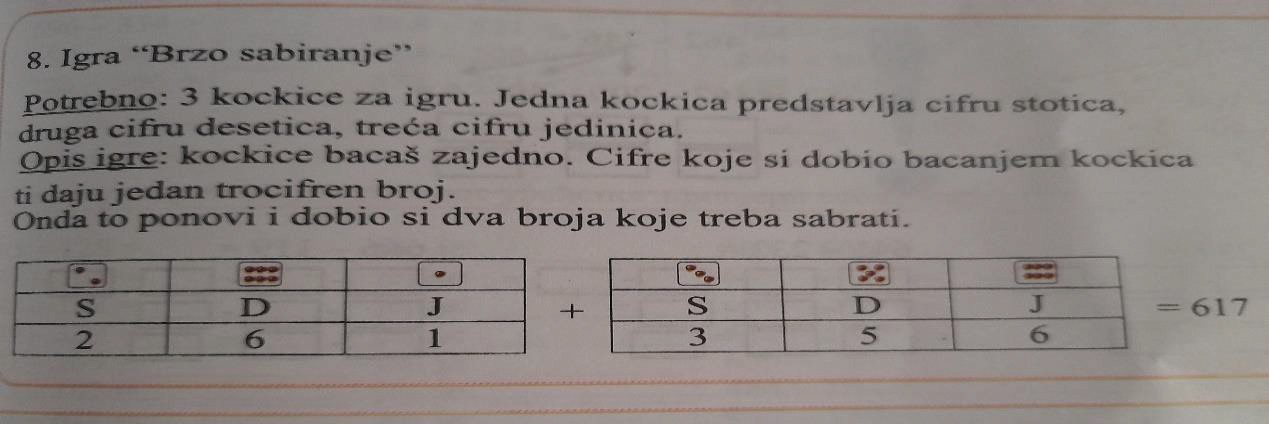 8. Igra “Brzo sabiranje”
Potrebno: 3 kockice za igru. Jedna kockica predstavlja cifru stotica,
druga cifru desetica, treća cifru jedinica.
Opis igre: kockice bacaš zajedno. Cifre koje si dobio bacanjem kockica
ti daju jedan trocifren broj.
Onda to ponovi i dobio si dva broja koje treba sabrati.
S D J + S D J = 617
2 6 1 3 5 6